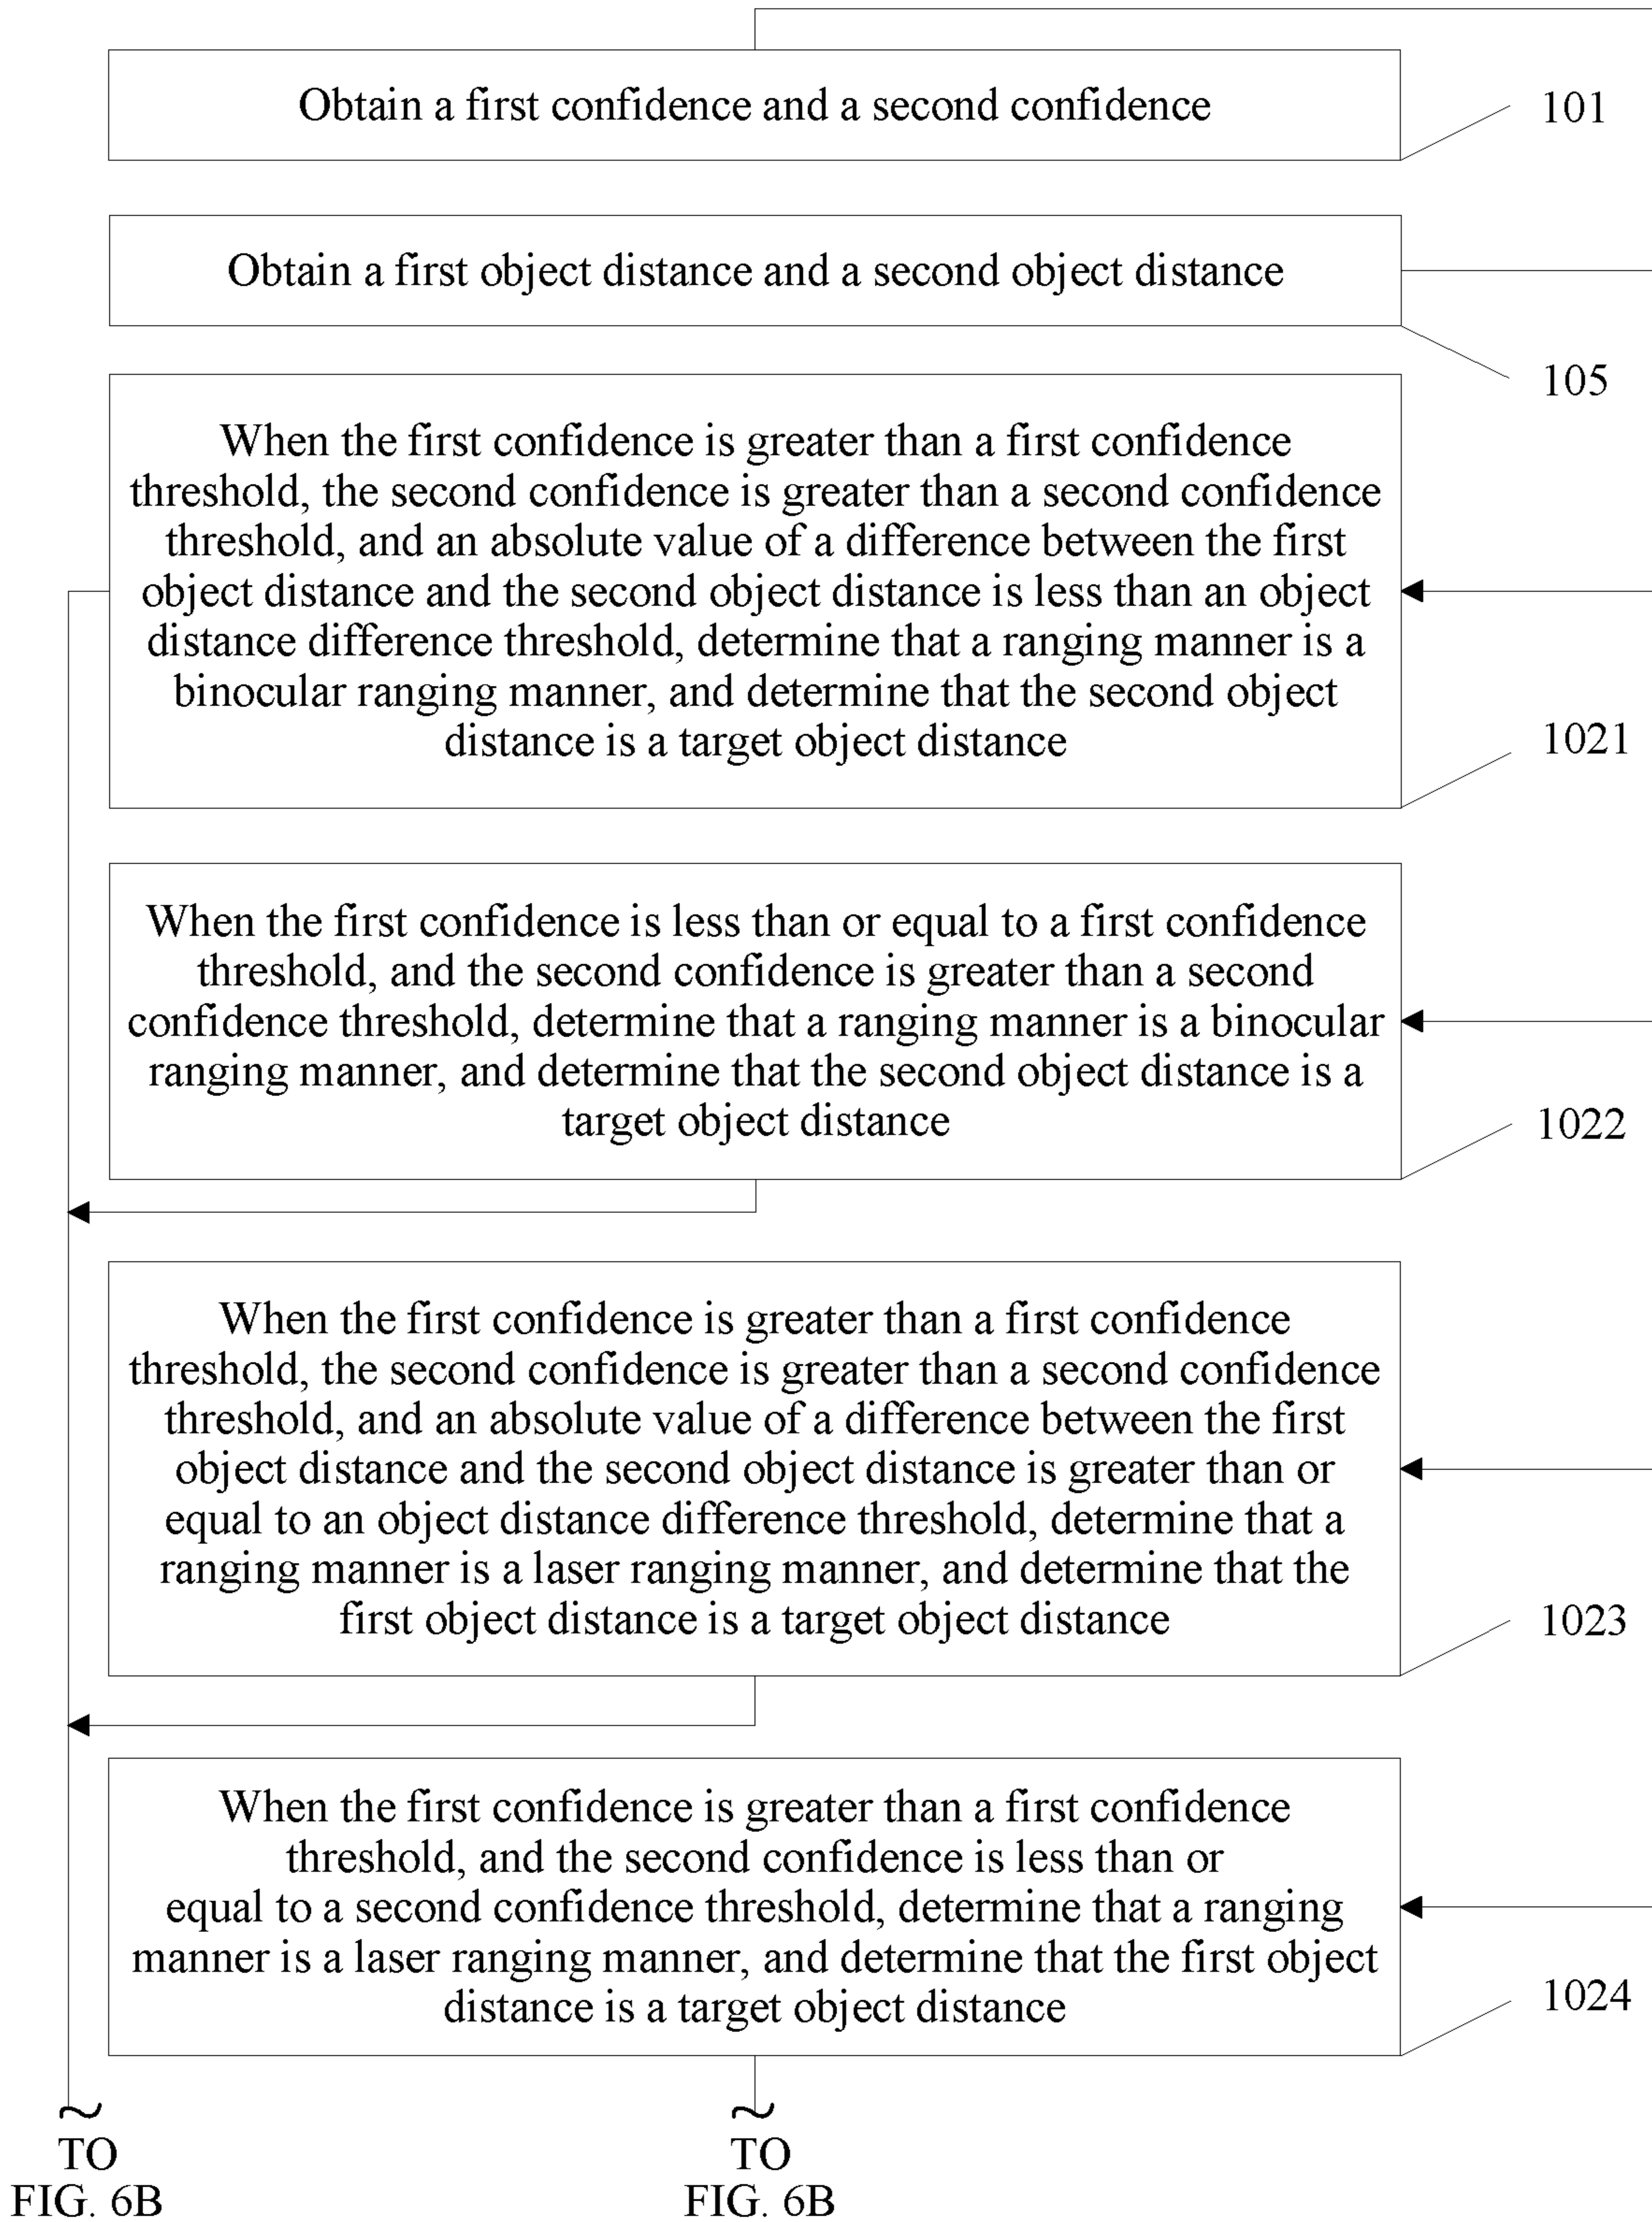 Obtain a first confidence and a second confidence
101
Obtain a first object distance and a second object distance
105
When the first confidence is greater than a first confidence
threshold, the second confidence is greater than a second confidence
threshold, and an absolute value of a difference between the first
object distance and the second object distance is less than an object
distance difference threshold, determine that a ranging manner is a
binocular ranging manner, and determine that the second object
distance is a target object distance
1021
When the first confidence is less than or equal to a first confidence
threshold, and the second confidence is greater than a second
confidence threshold, determine that a ranging manner is a binocular
ranging manner, and determine that the second object distance is a
target object distance
1022
When the first confidence is greater than a first confidence
threshold, the second confidence is greater than a second confidence
threshold, and an absolute value of a difference between the first
object distance and the second object distance is greater than or
equal to an object distance difference threshold, determine that a
ranging manner is a laser ranging manner, and determine that the
first object distance is a target object distance
1023
When the first confidence is greater than a first confidence
threshold, and the second confidence is less than or
equal to a second confidence threshold, determine that a ranging
manner is a laser ranging manner, and determine that the first object
distance is a target object distance
1024
TO
FIG. 6B
TO
FIG. 6B